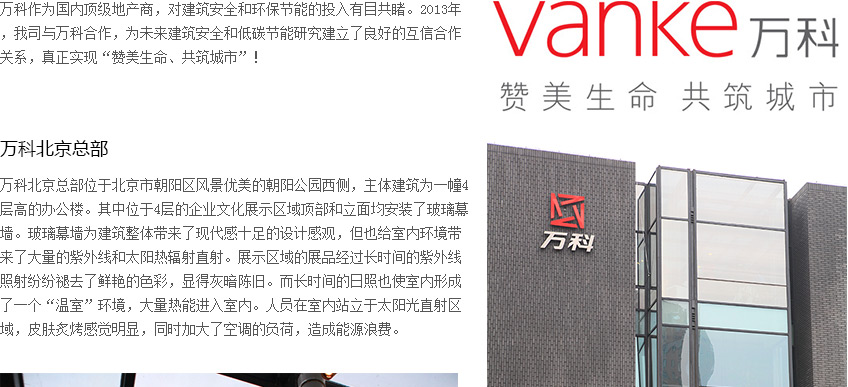 万科作为国内顶级地产商，对建筑安全和环保节能的投入有目共睹。2013年
，我司与万科合作，为未来建筑安全和低碳节能研究建立了良好的互信合作
关系，真正实现“赞美生命、共筑城市”！
万科北京总部
万科北京总部位于北京市朝阳区风景优美的朝阳公园西侧，主体建筑为一幢4
层高的办公楼。其中位于4层的企业文化展示区域顶部和立面均安装了玻璃幕
墙。玻璃幕墙为建筑整体带来了现代感十足的设计感观，但也给室内环境带
来了大量的紫外线和太阳热辐射直射。展示区域的展品经过长时间的紫外线
照射纷纷褪去了鲜艳的色彩，显得灰暗陈旧。而长时间的日照也使室内形成
了一个“温室”环境，大量热能进入室内。人员在室内站立于太阳光直射区
域，皮肤炙烤感觉明显，同时加大了空调的负荷，造成能源浪费。
vanke 万科
赞美生命 共筑城市
万科